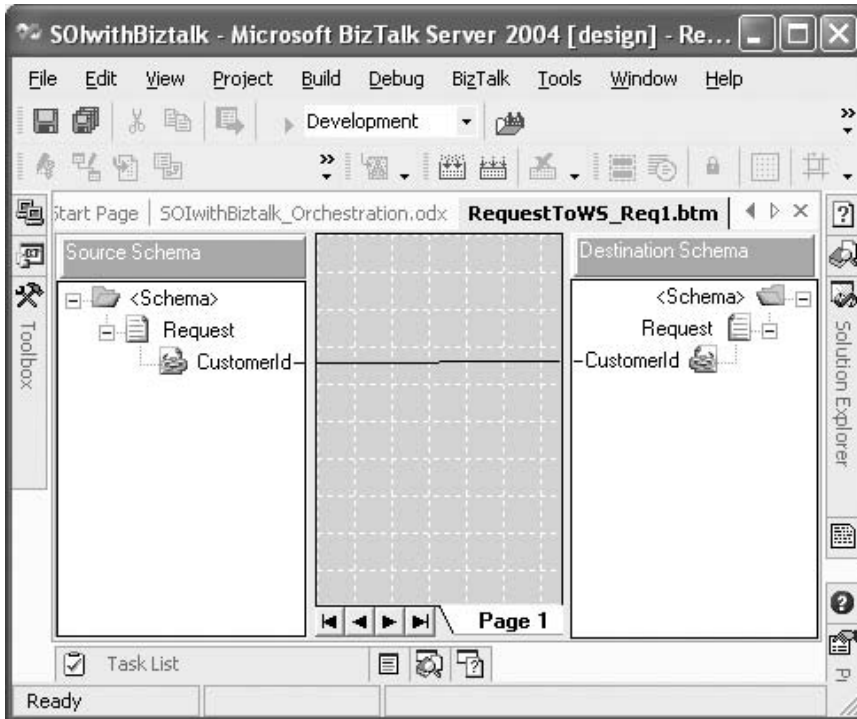 SOIwithBiztalk - Microsoft BizTalk Server 2004 [design] - Re...
File Edit View Project Build Debug BizTalk Tools Window Help
Development
Start Page SOIwithBiztalk_Orchestration.odx RequestToWS_Req1.btm
Toolbox
Source Schema
<Schema>
Request
CustomerId
Page 1
Destination Schema
<Schema>
Request
CustomerId
Solution Explorer
Task List
Ready